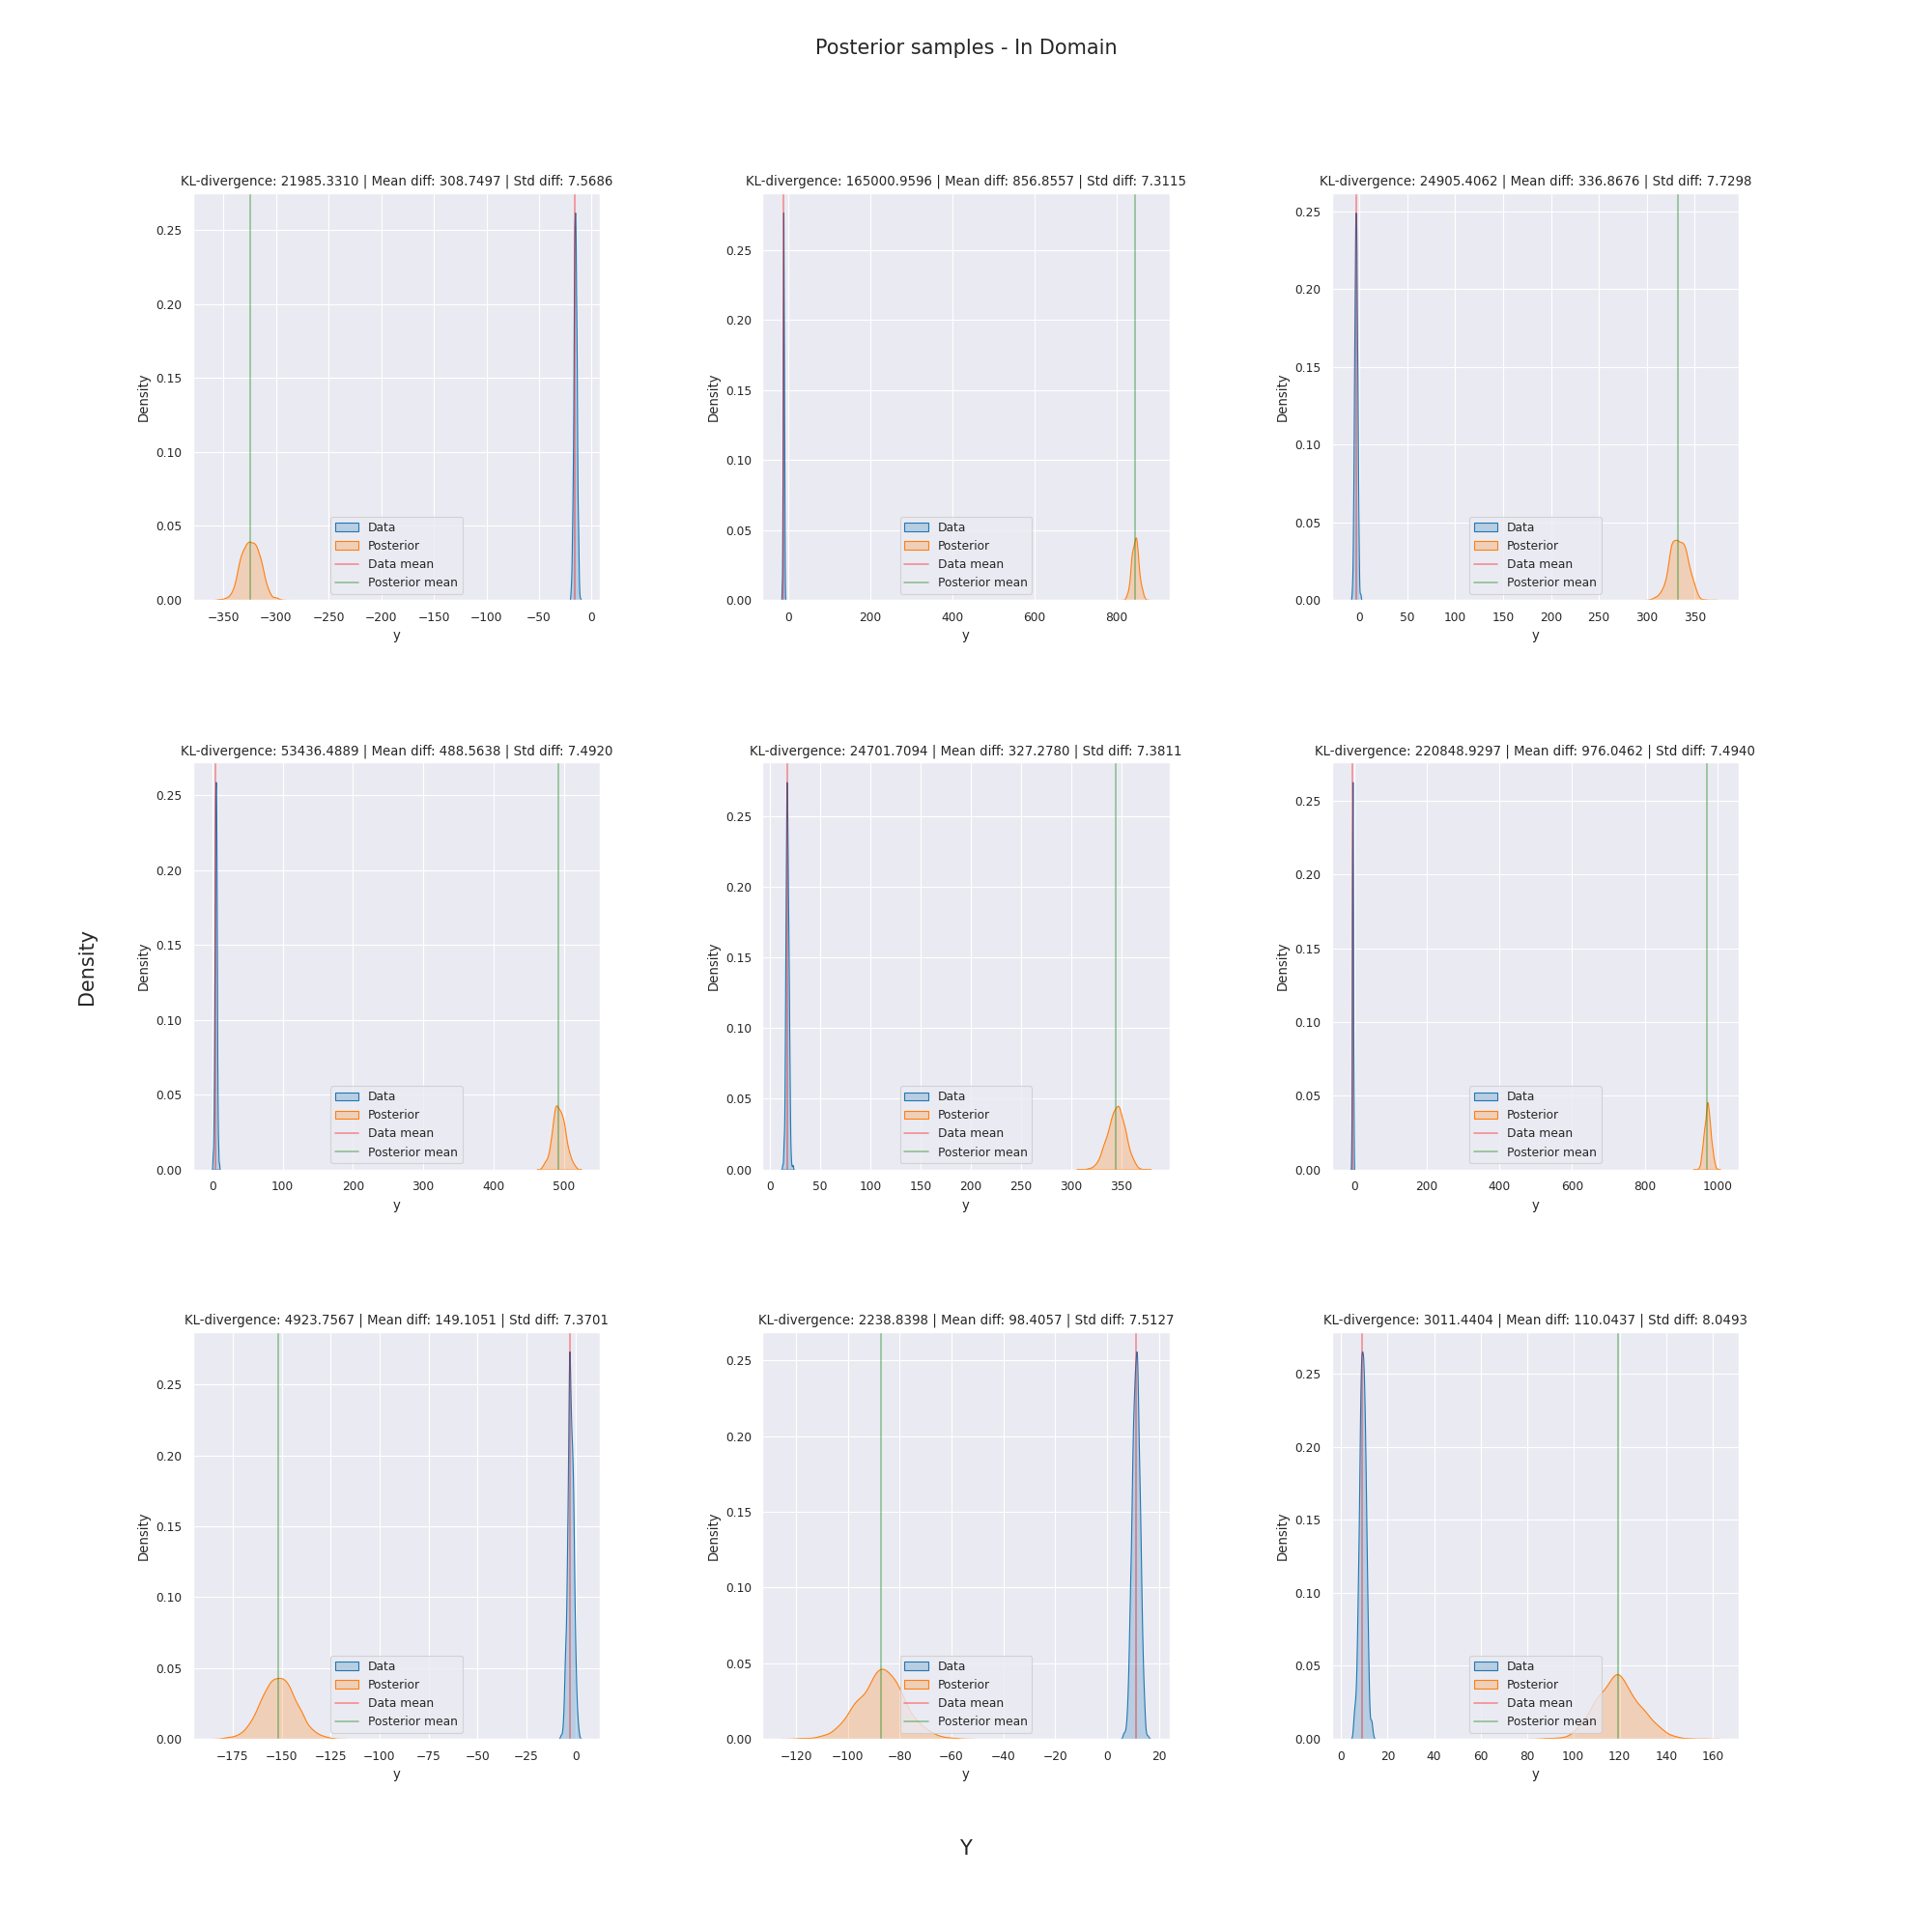 Posterior samples - In Domain
KL-divergence: 21985.3310 | Mean diff: 308.7497 | Std diff: 7.5686
Density
0.25
0.20
0.15
0.10
0.05
0.00
Data
Posterior
Data mean
Posterior mean
−350 −300 −250 −200 −150 −100 −50 0
y
KL-divergence: 165000.9596 | Mean diff: 856.8557 | Std diff: 7.3115
Density
0.25
0.20
0.15
0.10
0.05
0.00
Data
Posterior
Data mean
Posterior mean
0 200 400 600 800
y
KL-divergence: 24905.4062 | Mean diff: 336.8676 | Std diff: 7.7298
Density
0.25
0.20
0.15
0.10
0.05
0.00
Data
Posterior
Data mean
Posterior mean
0 50 100 150 200 250 300 350
y
Density
KL-divergence: 53436.4889 | Mean diff: 488.5638 | Std diff: 7.4920
Density
0.25
0.20
0.15
0.10
0.05
0.00
Data
Posterior
Data mean
Posterior mean
0 100 200 300 400 500
y
KL-divergence: 24701.7094 | Mean diff: 327.2780 | Std diff: 7.3811
Density
0.25
0.20
0.15
0.10
0.05
0.00
Data
Posterior
Data mean
Posterior mean
0 50 100 150 200 250 300 350
y
KL-divergence: 220848.9297 | Mean diff: 976.0462 | Std diff: 7.4940
Density
0.25
0.20
0.15
0.10
0.05
0.00
Data
Posterior
Data mean
Posterior mean
0 200 400 600 800 1000
y
KL-divergence: 4923.7567 | Mean diff: 149.1051 | Std diff: 7.3701
Density
0.25
0.20
0.15
0.10
0.05
0.00
Data
Posterior
Data mean
Posterior mean
−175 −150 −125 −100 −75 −50 −25 0
y
KL-divergence: 2238.8398 | Mean diff: 98.4057 | Std diff: 7.5127
Density
0.25
0.20
0.15
0.10
0.05
0.00
Data
Posterior
Data mean
Posterior mean
−120 −100 −80 −60 −40 −20 0 20
y
KL-divergence: 3011.4404 | Mean diff: 110.0437 | Std diff: 8.0493
Density
0.25
0.20
0.15
0.10
0.05
0.00
Data
Posterior
Data mean
Posterior mean
0 20 40 60 80 100 120 140 160
y
Y